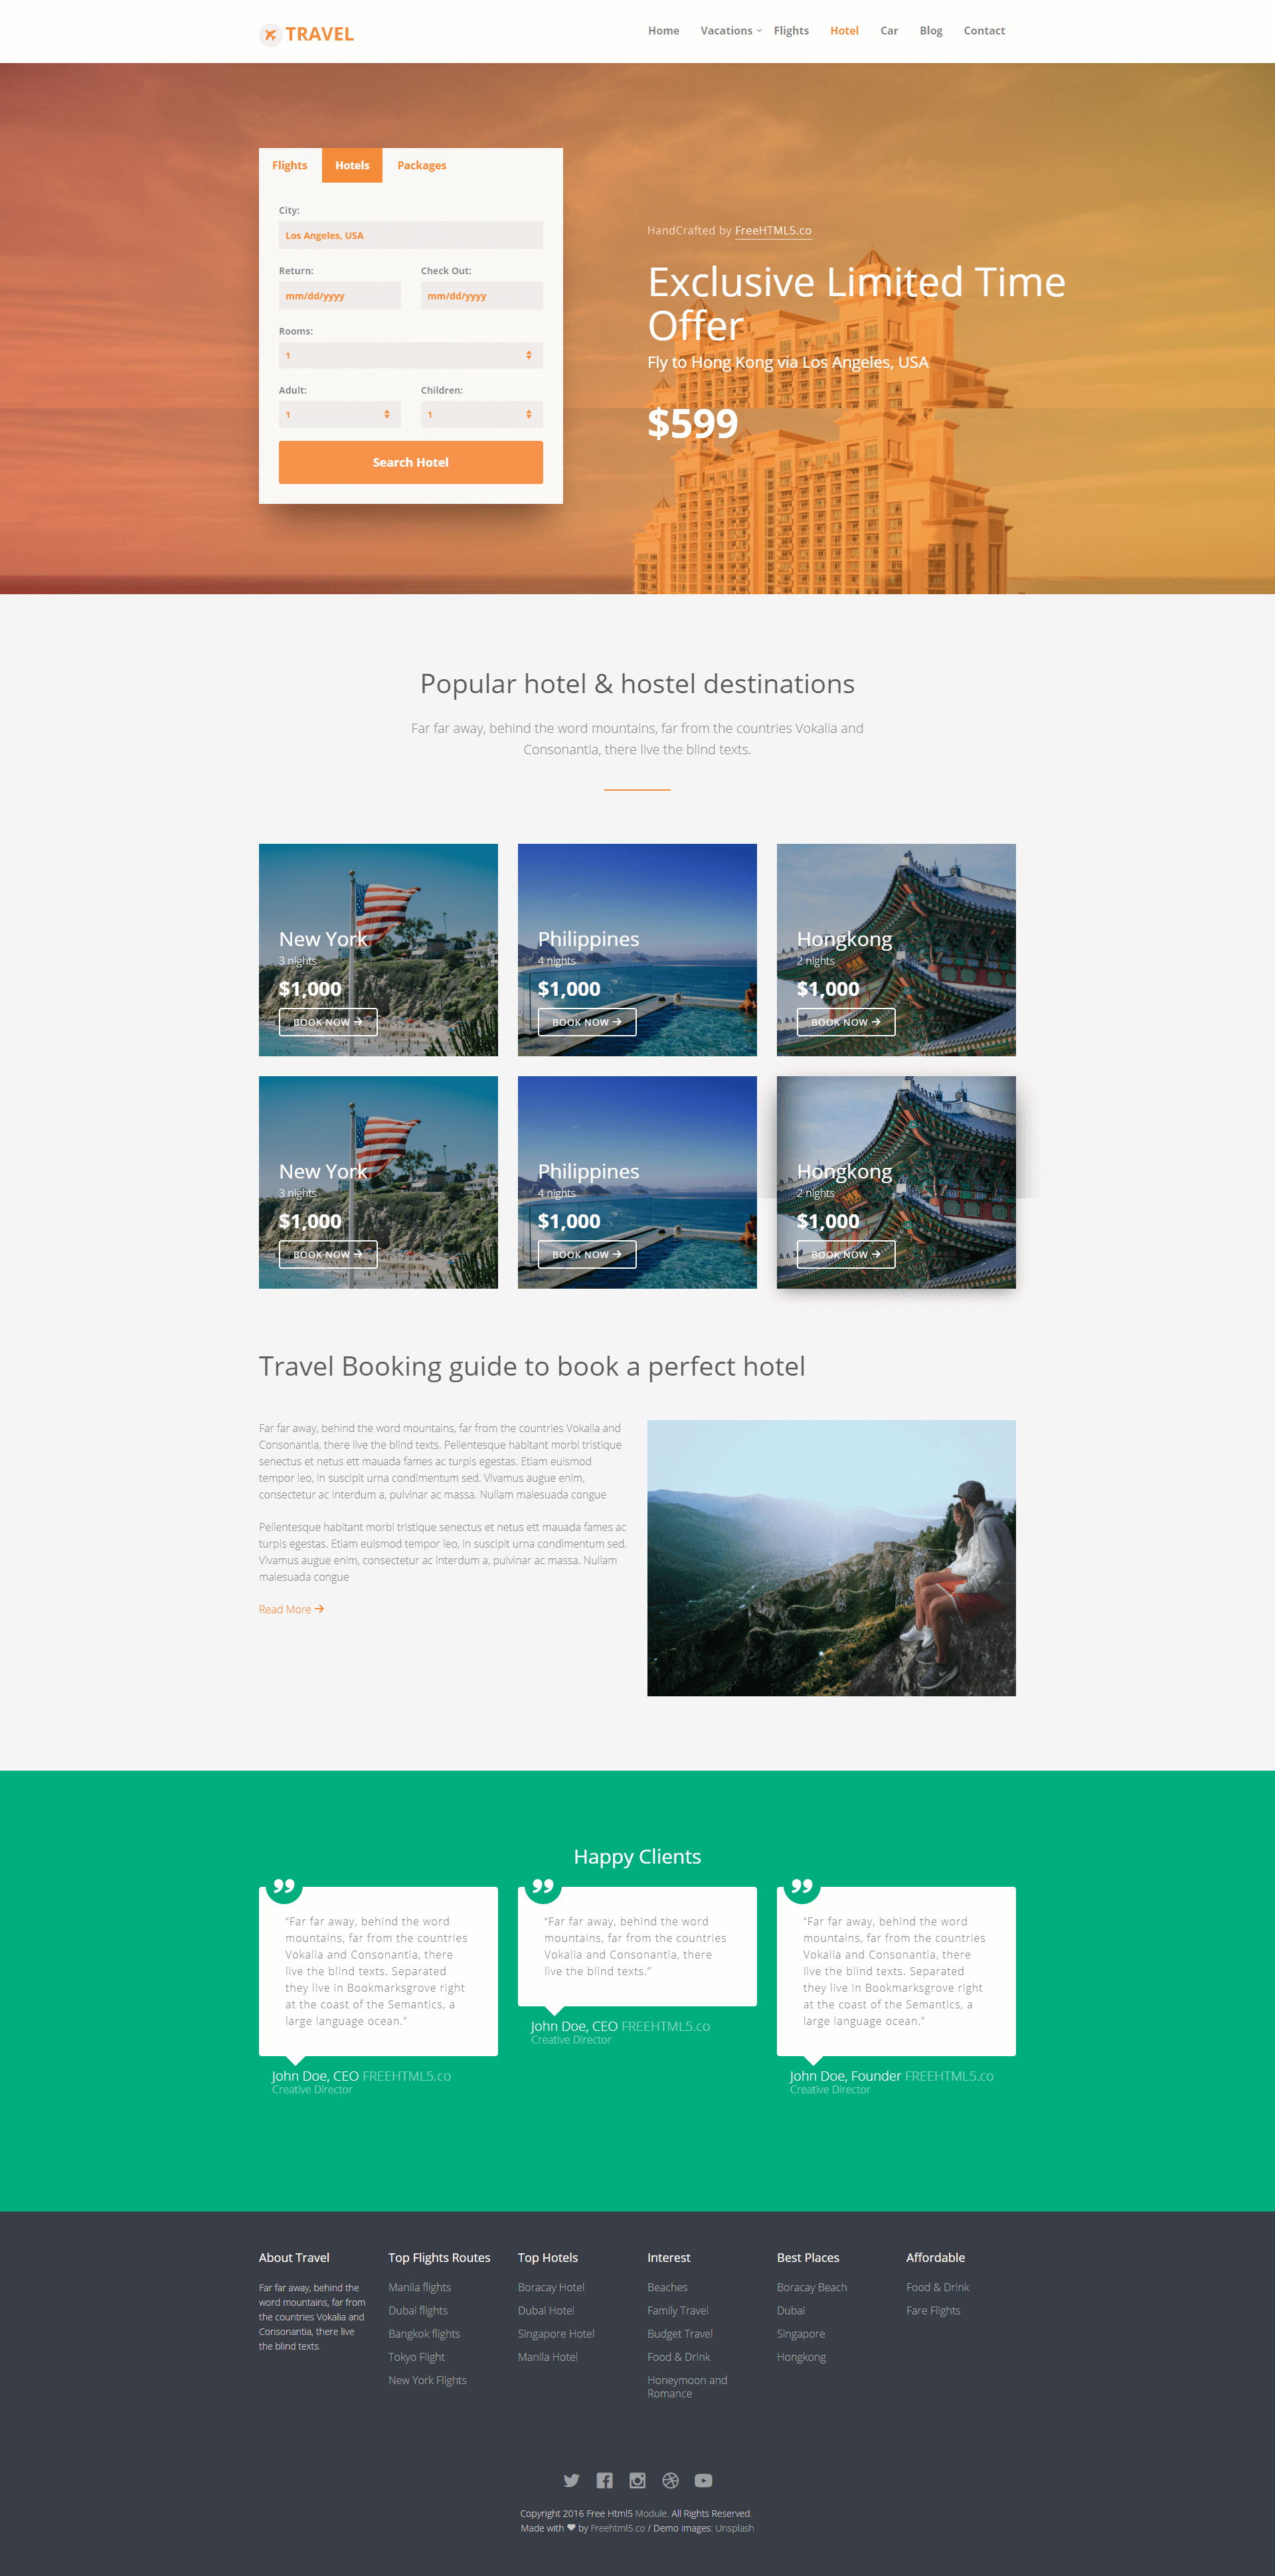 TRAVEL
Home Vacations Flights Hotel Car Blog Contact
Flights Hotels Packages
City:
Los Angeles, USA
Return: Check Out:
mm/dd/yyyy mm/dd/yyyy
Rooms:
1
Adult: Children:
1 1
Search Hotel
HandCrafted by FreeHTML5.co
Exclusive Limited Time
Offer
Fly to Hong Kong via Los Angeles, USA
$599
Popular hotel & hostel destinations
Far far away, behind the word mountains, far from the countries Vokalia and
Consonantia, there live the blind texts.
New York
3 nights
$1,000
BOOK NOW
Philippines
4 nights
$1,000
BOOK NOW
Hongkong
2 nights
$1,000
BOOK NOW
New York
3 nights
$1,000
BOOK NOW
Philippines
4 nights
$1,000
BOOK NOW
Hongkong
2 nights
$1,000
BOOK NOW
Travel Booking guide to book a perfect hotel
Far far away, behind the word mountains, far from the countries Vokalia and
Consonantia, there live the blind texts. Pellentesque habitant morbi tristique
senectus et netus ett mauada fames ac turpis egestas. Etiam euismod
tempor leo, in suscipit urna condimentum sed. Vivamus augue enim,
consectetur ac interdum a, pulvinar ac massa. Nullam malesuada congue
Pellentesque habitant morbi tristique senectus et netus ett mauada fames ac
turpis egestas. Etiam euismod tempor leo, in suscipit urna condimentum sed.
Vivamus augue enim, consectetur ac interdum a, pulvinar ac massa. Nullam
malesuada congue
Read More
Happy Clients
“Far far away, behind the word
mountains, far from the countries
Vokalia and Consonantia, there
live the blind texts. Separated
they live in Bookmarksgrove right
at the coast of the Semantics, a
large language ocean.”
John Doe, CEO FREEHTML5.co
Creative Director
“Far far away, behind the word
mountains, far from the countries
Vokalia and Consonantia, there
live the blind texts.”
John Doe, CEO FREEHTML5.co
Creative Director
“Far far away, behind the word
mountains, far from the countries
Vokalia and Consonantia, there
live the blind texts. Separated
they live in Bookmarksgrove right
at the coast of the Semantics, a
large language ocean.”
John Doe, Founder FREEHTML5.co
Creative Director
About Travel
Far far away, behind the
word mountains, far from
the countries Vokalia and
Consonantia, there live
the blind texts.
Top Flights Routes
Manila flights
Dubai flights
Bangkok flights
Tokyo Flight
New York Flights
Top Hotels
Boracay Hotel
Dubai Hotel
Singapore Hotel
Manila Hotel
Interest
Beaches
Family Travel
Budget Travel
Food & Drink
Honeymoon and
Romance
Best Places
Boracay Beach
Dubai
Singapore
Hongkong
Affordable
Food & Drink
Fare Flights
Copyright 2016 Free Html5 Module. All Rights Reserved.
Made with ♥ by Freehtml5.co / Demo Images: Unsplash